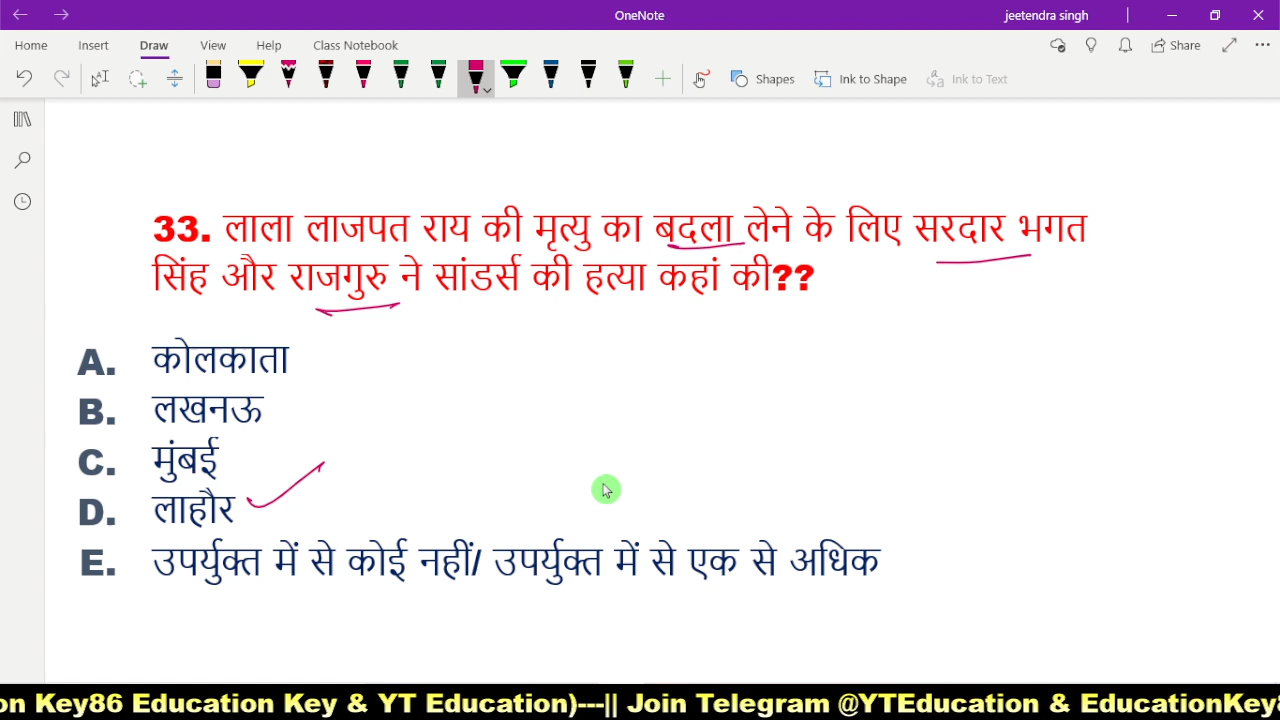 OneNote
jeetendra singh
Home Insert Draw View Help Class Notebook
Share
Shapes Ink to Shape Ink to Text
33. लाला लाजपत राय की मृत्यु का बदला लेने के लिए सरदार भगत
सिंह और राजगुरु ने सांडर्स की हत्या कहां की??
A. कोलकाता
B. लखनऊ
C. मुंबई
D. लाहौर
E. उपर्युक्त में से कोई नहीं/ उपर्युक्त में से एक से अधिक
on Key86 Education Key & YT Education)---|| Join Telegram @YTEducation & EducationKey8